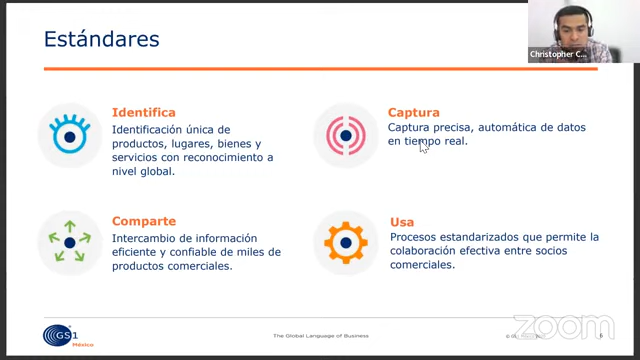 Estándares
Christopher C...
Identifica
Identificación única de
productos, lugares, bienes y
servicios con reconocimiento a
nivel global.
Captura
Captura precisa, automática de datos
en tiempo real.
Comparte
Intercambio de información
eficiente y confiable de miles de
productos comerciales.
Usa
Procesos estandarizados que permite la
colaboración efectiva entre socios
comerciales.
GS1
México
The Global Language of Business
© GS1
zoom